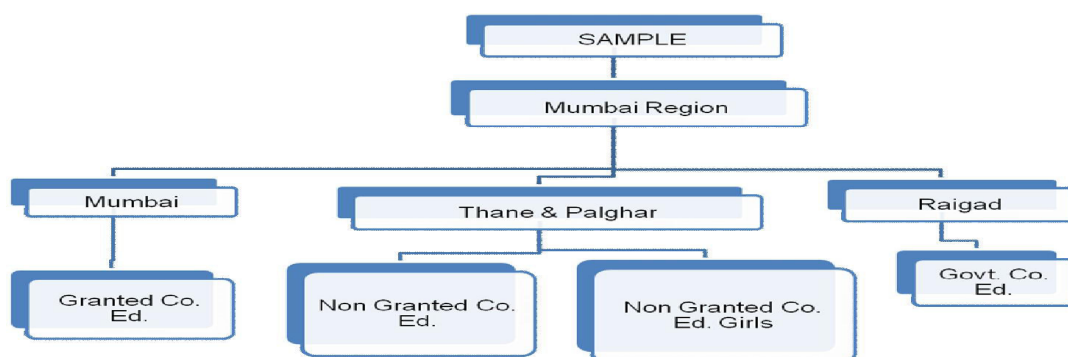 SAMPLE
Mumbai Region
Mumbai
Thane & Palghar
Raigad
Granted Co.
Ed.
Non Granted Co.
Ed.
Non Granted Co.
Ed. Girls
Govt. Co.
Ed.